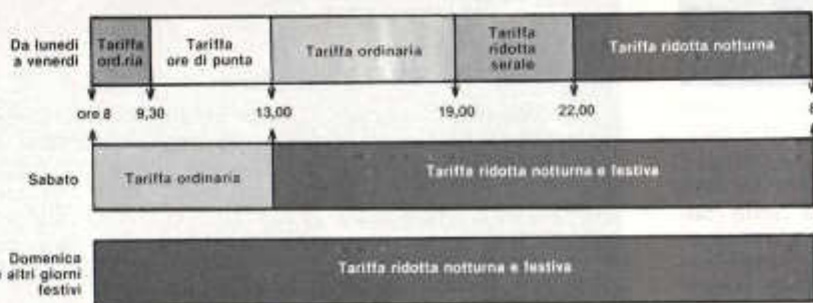 Da lunedì
a venerdì
Tariffa
ord.ria
Tariffa
ore di punta
Tariffa ordinaria
Tariffa
ridotta
serale
Tariffa ridotta notturna
ore 8
9,30
13,00
19,00
22,00
8
Sabato
Tariffa ordinaria
Tariffa ridotta notturna e festiva
Domenica
altri giorni
festivi
Tariffa ridotta notturna e festiva